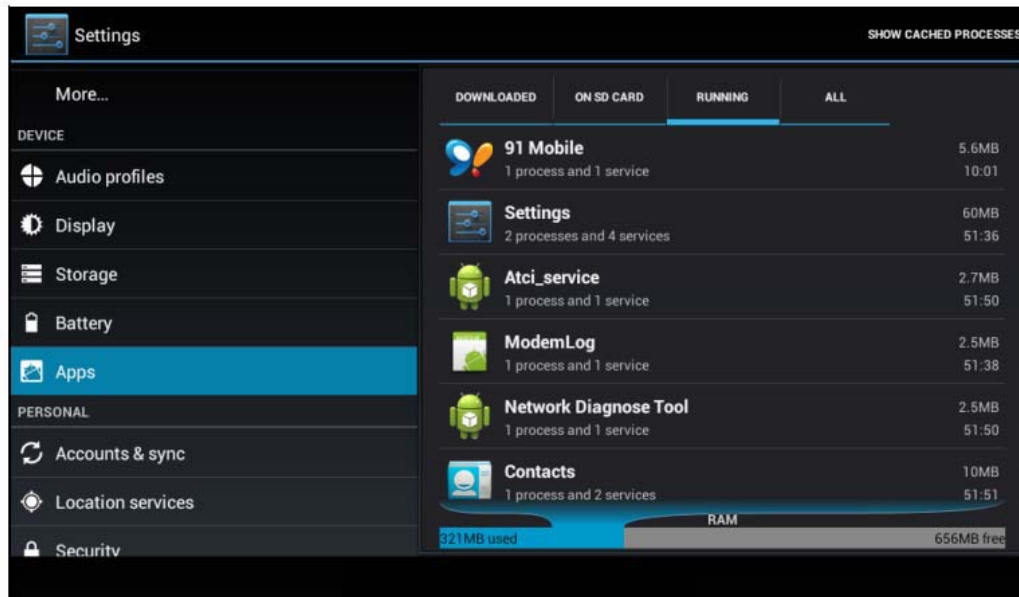 Settings
SHOW CACHED PROCESSES
More...
DEVICE
Audio profiles
Display
Storage
Battery
Apps
PERSONAL
Accounts & sync
Location services
Security
DOWNLOADED
ON SD CARD
RUNNING
ALL
91 Mobile
5.6MB
1 process and 1 service
10:01
Settings
60MB
2 processes and 4 services
51:36
Atci_service
2.7MB
1 process and 1 service
51:50
ModemLog
2.5MB
1 process and 1 service
51:38
Network Diagnose Tool
2.5MB
1 process and 1 service
51:50
Contacts
10MB
1 process and 2 services
51:51
RAM
321MB used
656MB free